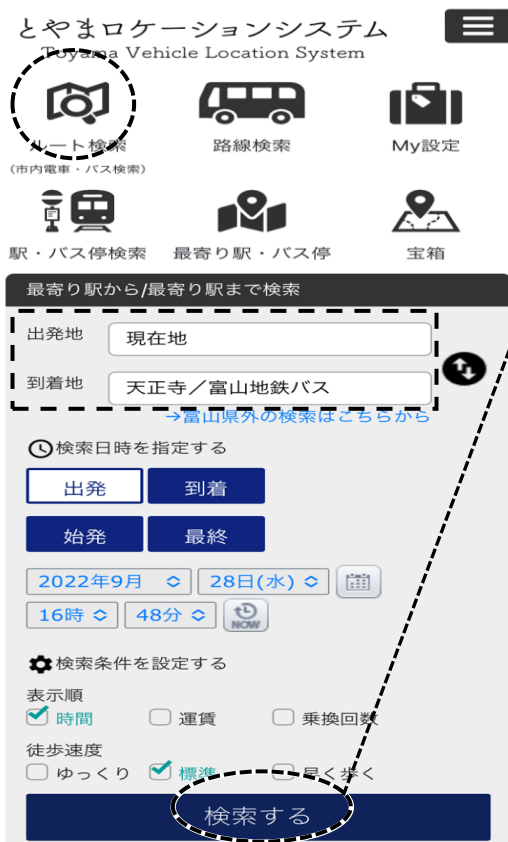 とやまロケーションシステム
Toyama Vehicle Location System
ルート検索 路線検索 My設定
(市内電車・バス検索)
駅・バス停検索 最寄り駅・バス停 宝箱
最寄り駅から/最寄り駅まで検索
出発地 現在地
到着地 天正寺／富山地鉄バス
→富山県外の検索はこちらから
検索日時を指定する
出発 到着
始発 最終
2022年9月 28日(水)
16時 48分 NOW
検索条件を設定する
表示順
時間 運賃 乗換回数
徒歩速度
ゆっくり 標準 早く歩く
検索する